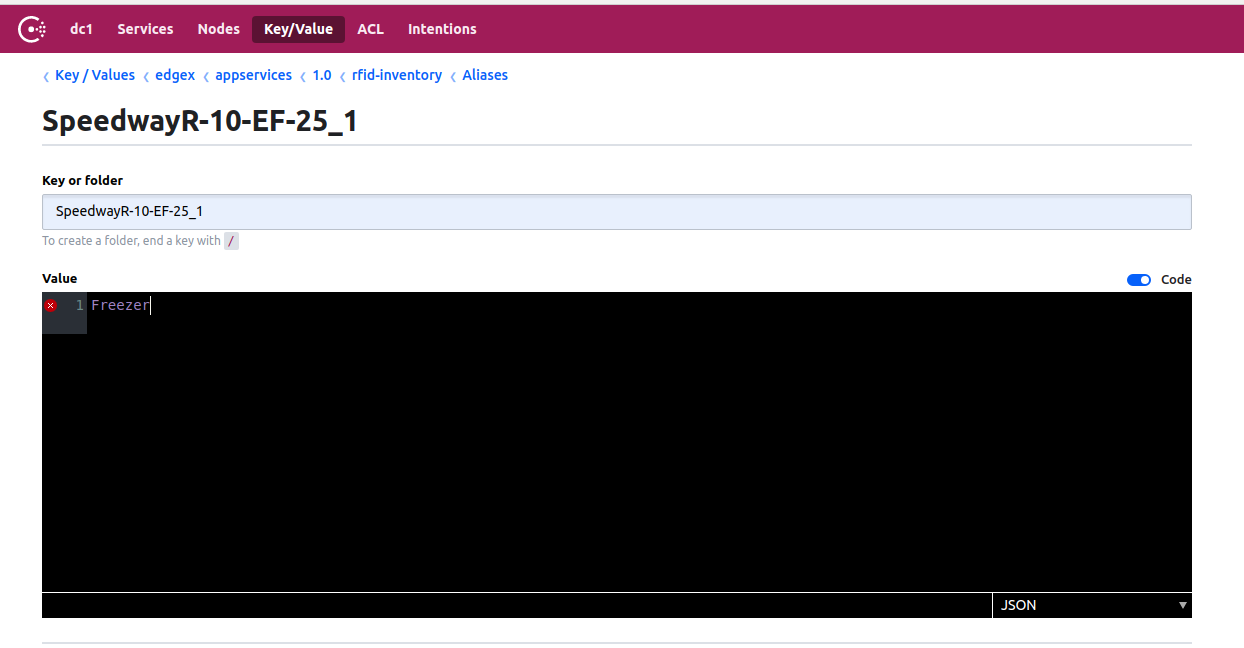 dc1 Services Nodes Key/Value ACL Intentions
‹ Key / Values ‹ edgex ‹ appservices ‹ 1.0 ‹ rfid-inventory ‹ Aliases
SpeedwayR-10-EF-25_1
Key or folder
SpeedwayR-10-EF-25_1
To create a folder, end a key with /
Value Code
1 Freezer
JSON